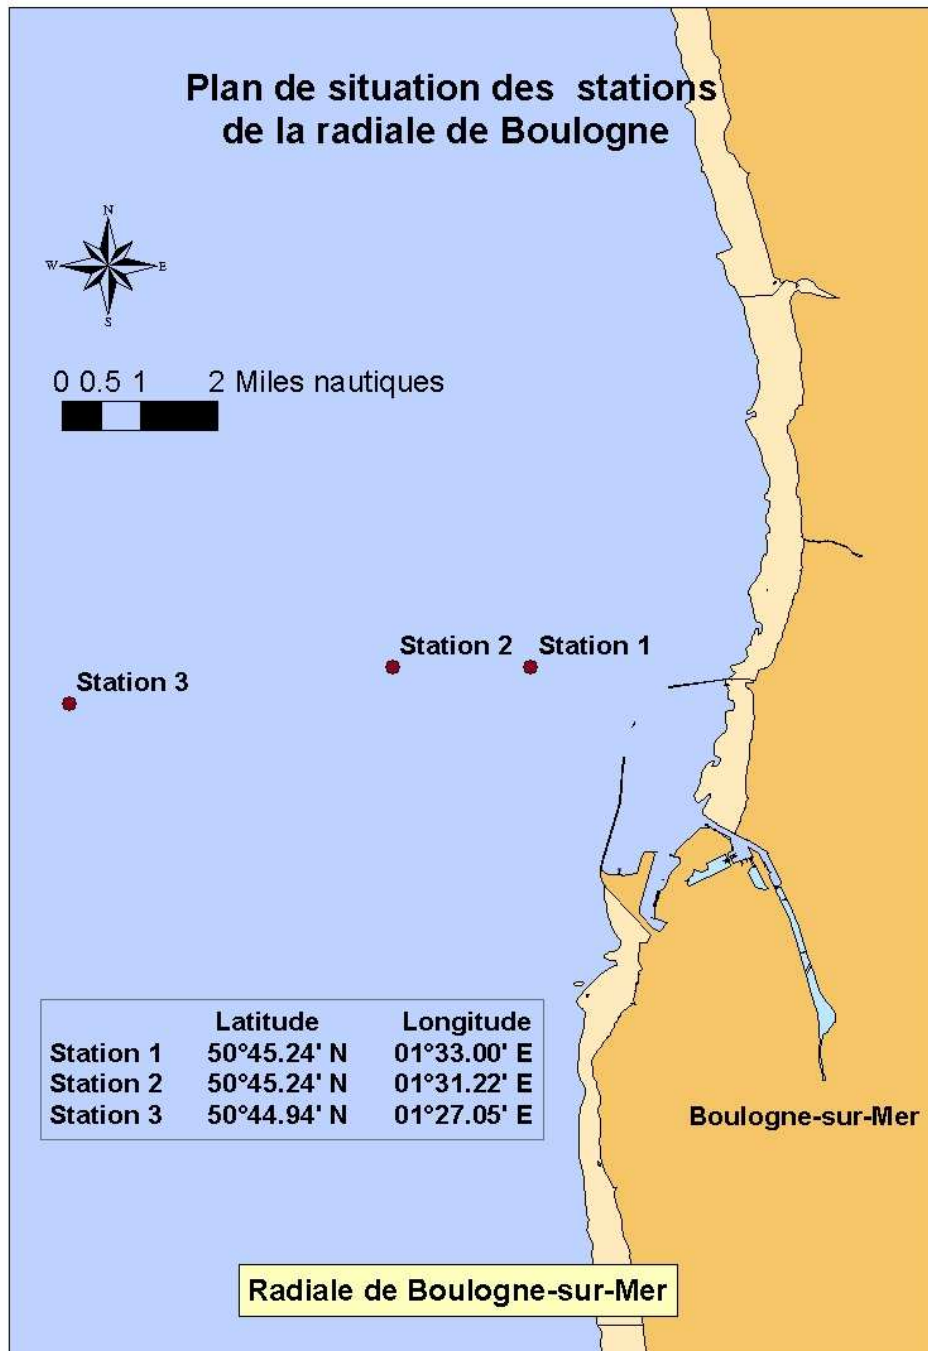 Plan de situation des stations
de la radiale de Boulogne
N
W E
S
0 0.5 1 2 Miles nautiques
Station 2 Station 1
Station 3
Latitude Longitude
Station 1 50°45.24' N 01°33.00' E
Station 2 50°45.24' N 01°31.22' E
Station 3 50°44.94' N 01°27.05' E
Boulogne-sur-Mer
Radiale de Boulogne-sur-Mer